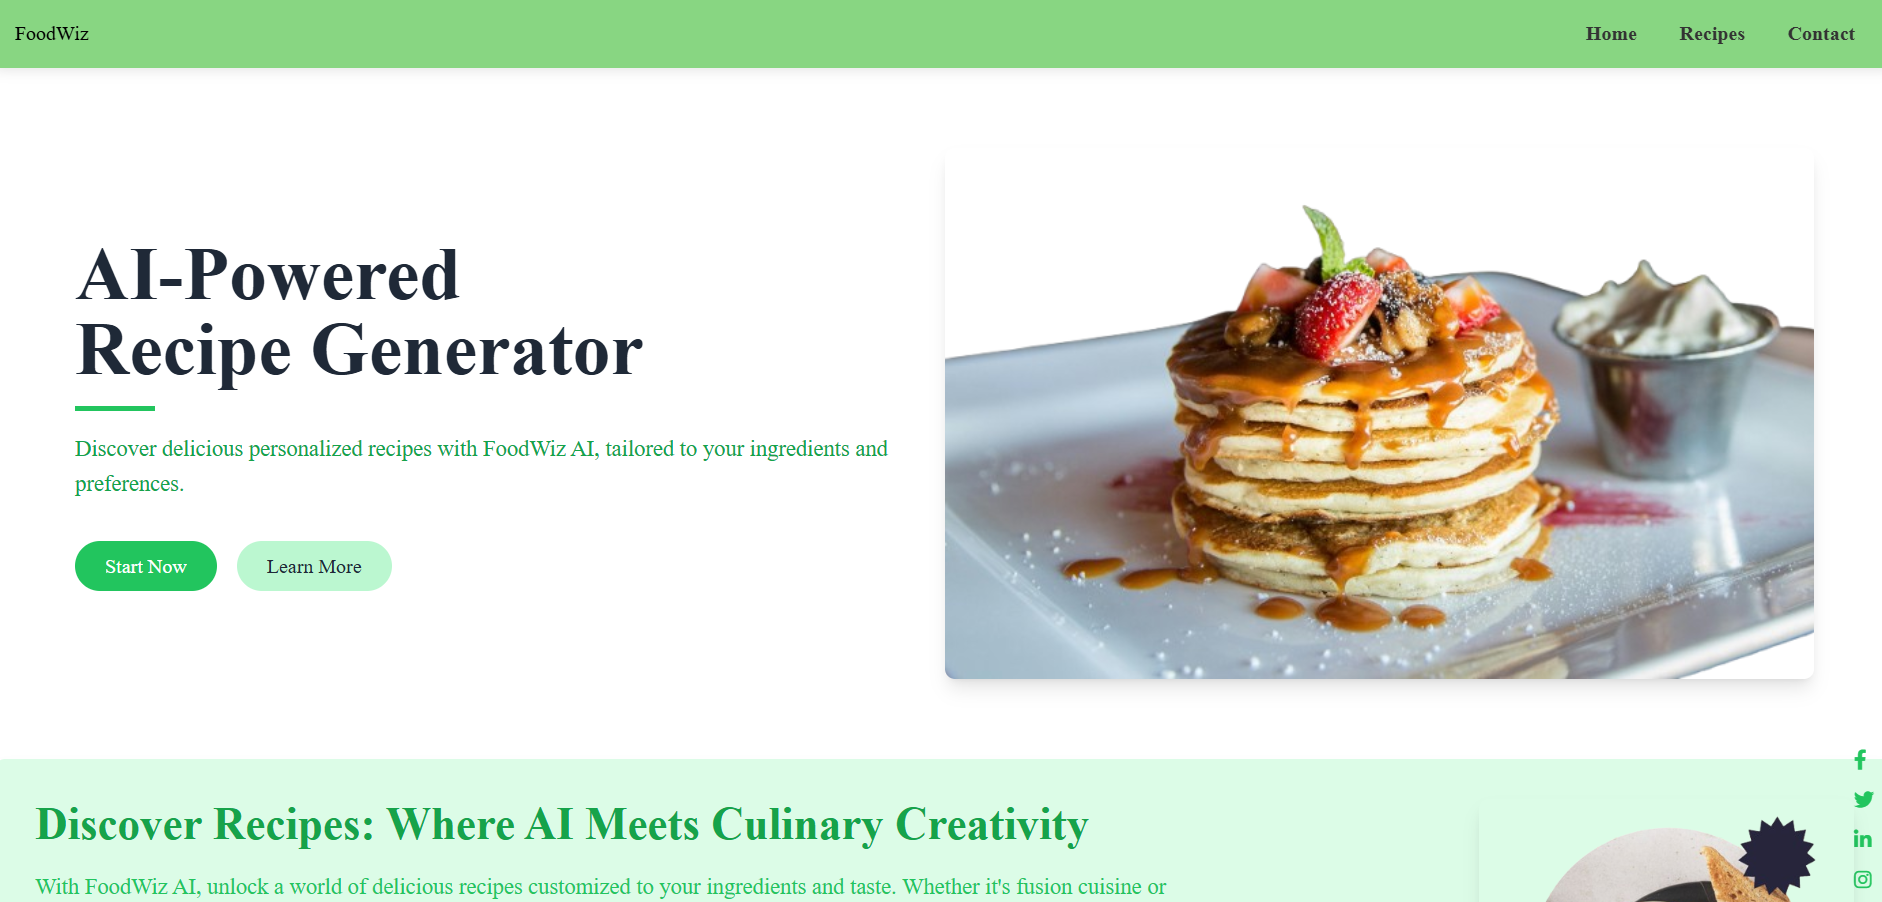 FoodWiz
Home Recipes Contact
AI-Powered
Recipe Generator
Discover delicious personalized recipes with FoodWiz AI, tailored to your ingredients and
preferences.
Start Now Learn More
Discover Recipes: Where AI Meets Culinary Creativity
With FoodWiz AI, unlock a world of delicious recipes customized to your ingredients and taste. Whether it's fusion cuisine or